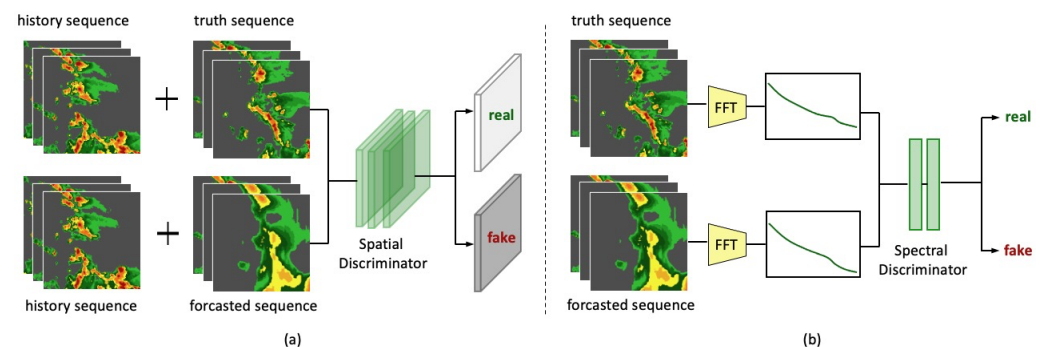 history sequence
truth sequence
real
fake
Spatial
Discriminator
history sequence
forcasted sequence
(a)
truth sequence
FFT
real
FFT
Spectral
Discriminator
fake
forcasted sequence
(b)